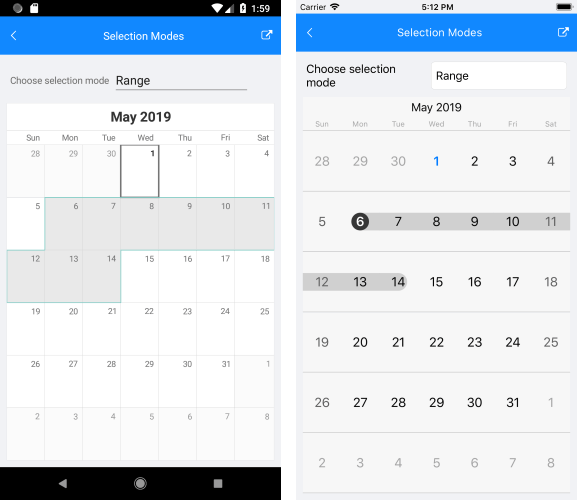 1:59
Selection Modes
Choose selection mode Range
May 2019
Sun Mon Tue Wed Thu Fri Sat
28 29 30 1 2 3 4
5 6 7 8 9 10 11
12 13 14 15 16 17 18
19 20 21 22 23 24 25
26 27 28 29 30 31 1
2 3 4 5 6 7 8
Carrier 5:12 PM
Selection Modes
Choose selection
mode
Range
May 2019
Sun Mon Tue Wed Thu Fri Sat
28 29 30 1 2 3 4
5 6 7 8 9 10 11
12 13 14 15 16 17 18
19 20 21 22 23 24 25
26 27 28 29 30 31 1
2 3 4 5 6 7 8